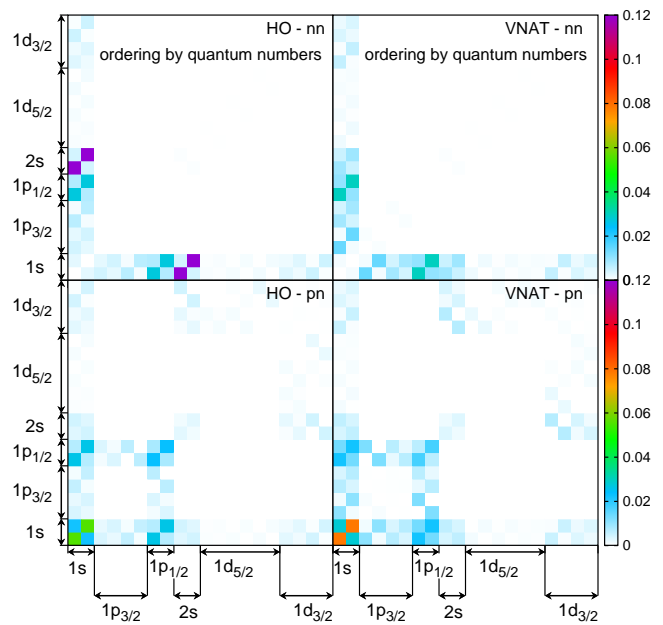 HO - nn
ordering by quantum numbers
VNAT - nn
ordering by quantum numbers
1d3/2
1d5/2
2s
1p1/2
1p3/2
1s
0.12
0.1
0.08
0.06
0.04
0.02
0.12
HO - pn
VNAT - pn
1d3/2
1d5/2
2s
1p1/2
1p3/2
1s
0.1
0.08
0.06
0.04
0.02
0
1s
1p1/2
1d5/2
1s
1p1/2
1d5/2
1p3/2
2s
1d3/2
1p3/2
2s
1d3/2